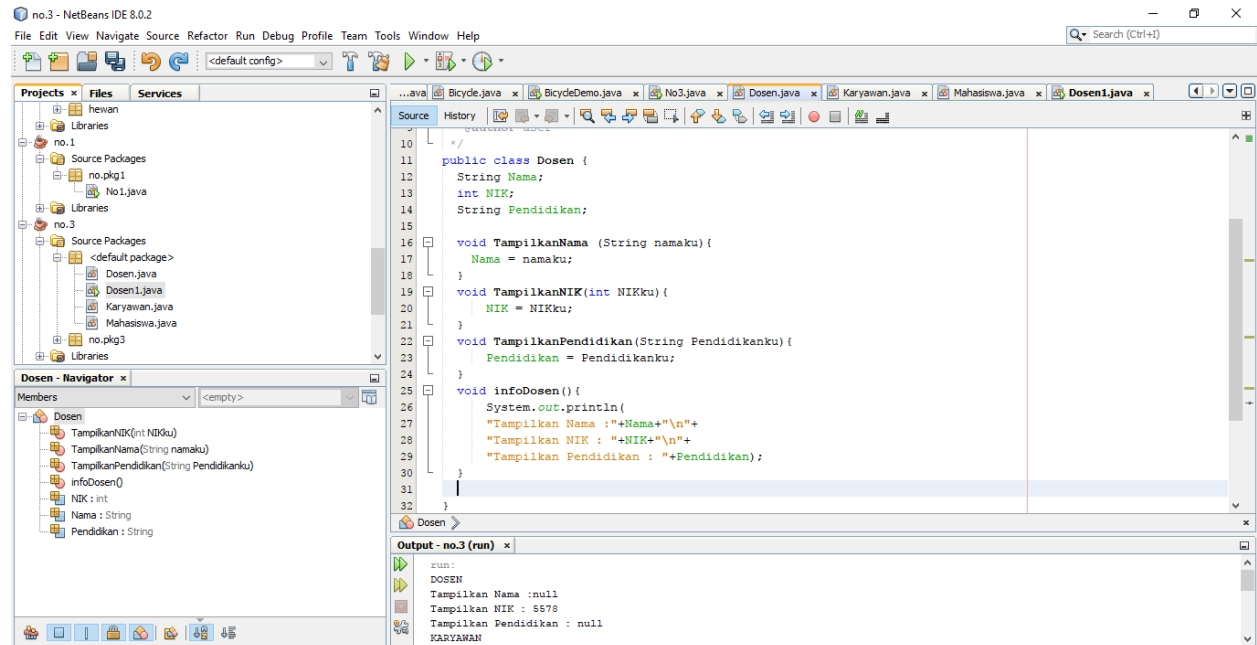 no.3 - NetBeans IDE 8.0.2
File Edit View Navigate Source Refactor Run Debug Profile Team Tools Window Help
Search (Ctrl+I)
<default config>
Projects x Files Services
hewan
Libraries
no.1
Source Packages
no.pkg1
No1.java
Libraries
no.3
Source Packages
<default package>
Dosen.java
Dosen1.java
Karyawan.java
Mahasiswa.java
no.pkg3
Libraries
Dosen - Navigator x
Members
<empty>
Dosen
TampilkanNIK(int NIKku)
TampilkanNama(String namaku)
TampilkanPendidikan(String Pendidikanku)
infoDosen()
NIK : int
Nama : String
Pendidikan : String
...ava Bicycle.java x BicycleDemo.java x No3.java x Dosen.java x Karyawan.java x Mahasiswa.java x Dosen1.java x
Source History
10 */
11 public class Dosen {
12 String Nama;
13 int NIK;
14 String Pendidikan;
15
16 void TampilkanNama (String namaku){
17 Nama = namaku;
18 }
19 void TampilkanNIK(int NIKku){
20 NIK = NIKku;
21 }
22 void TampilkanPendidikan(String Pendidikanku){
23 Pendidikan = Pendidikanku;
24 }
25 void infoDosen(){
26 System.out.println(
27 "Tampilkan Nama :"+Nama+"\n"+
28 "Tampilkan NIK : "+NIK+"\n"+
29 "Tampilkan Pendidikan : "+Pendidikan);
30 }
31
32 }
Dosen
Output - no.3 (run) x
run:
DOSEN
Tampilkan Nama :null
Tampilkan NIK : 5578
Tampilkan Pendidikan : null
KARYAWAN